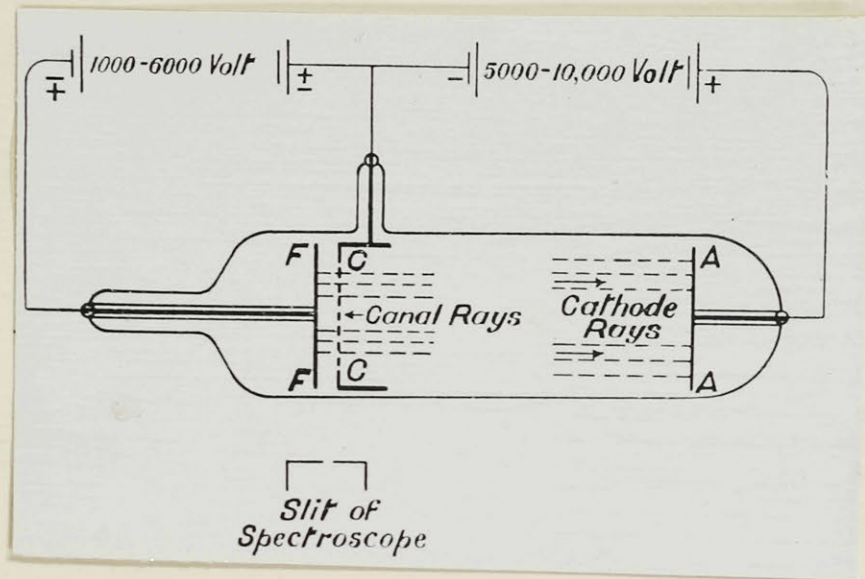 1000-6000 Volt
∓
±
5000-10,000 Volt
-
+
F
C
A
←Canal Rays
Cathode
Rays
F
C
A
Slit of
Spectroscope